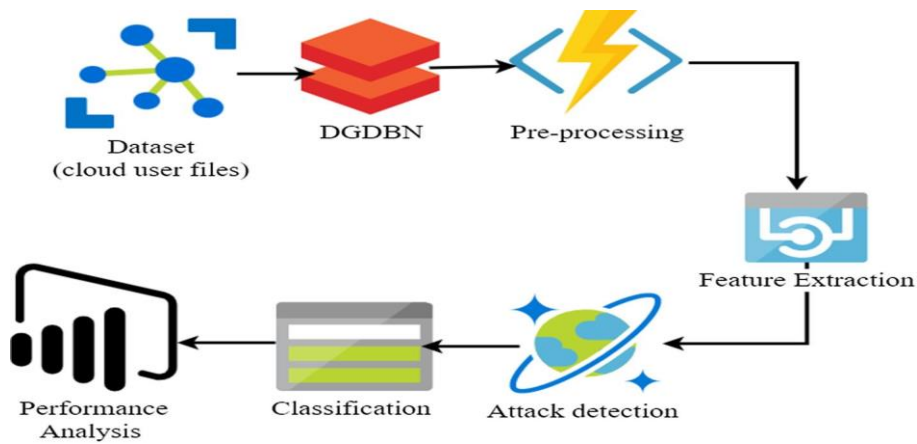 Dataset
(cloud user files)
DGDBN
Pre-processing
Feature Extraction
Attack detection
Classification
Performance
Analysis